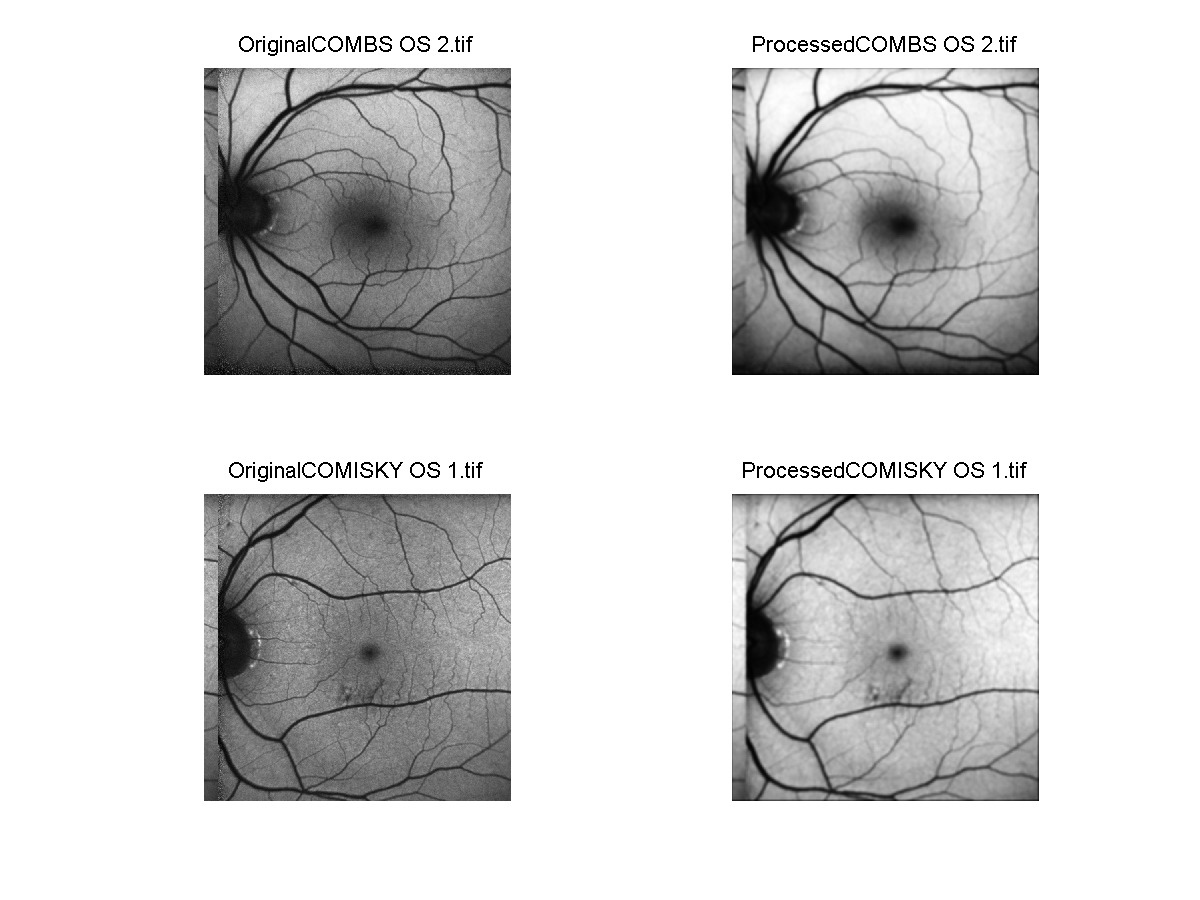 OriginalCOMBS OS 2.tif
ProcessedCOMBS OS 2.tif
OriginalCOMISKY OS 1.tif
ProcessedCOMISKY OS 1.tif